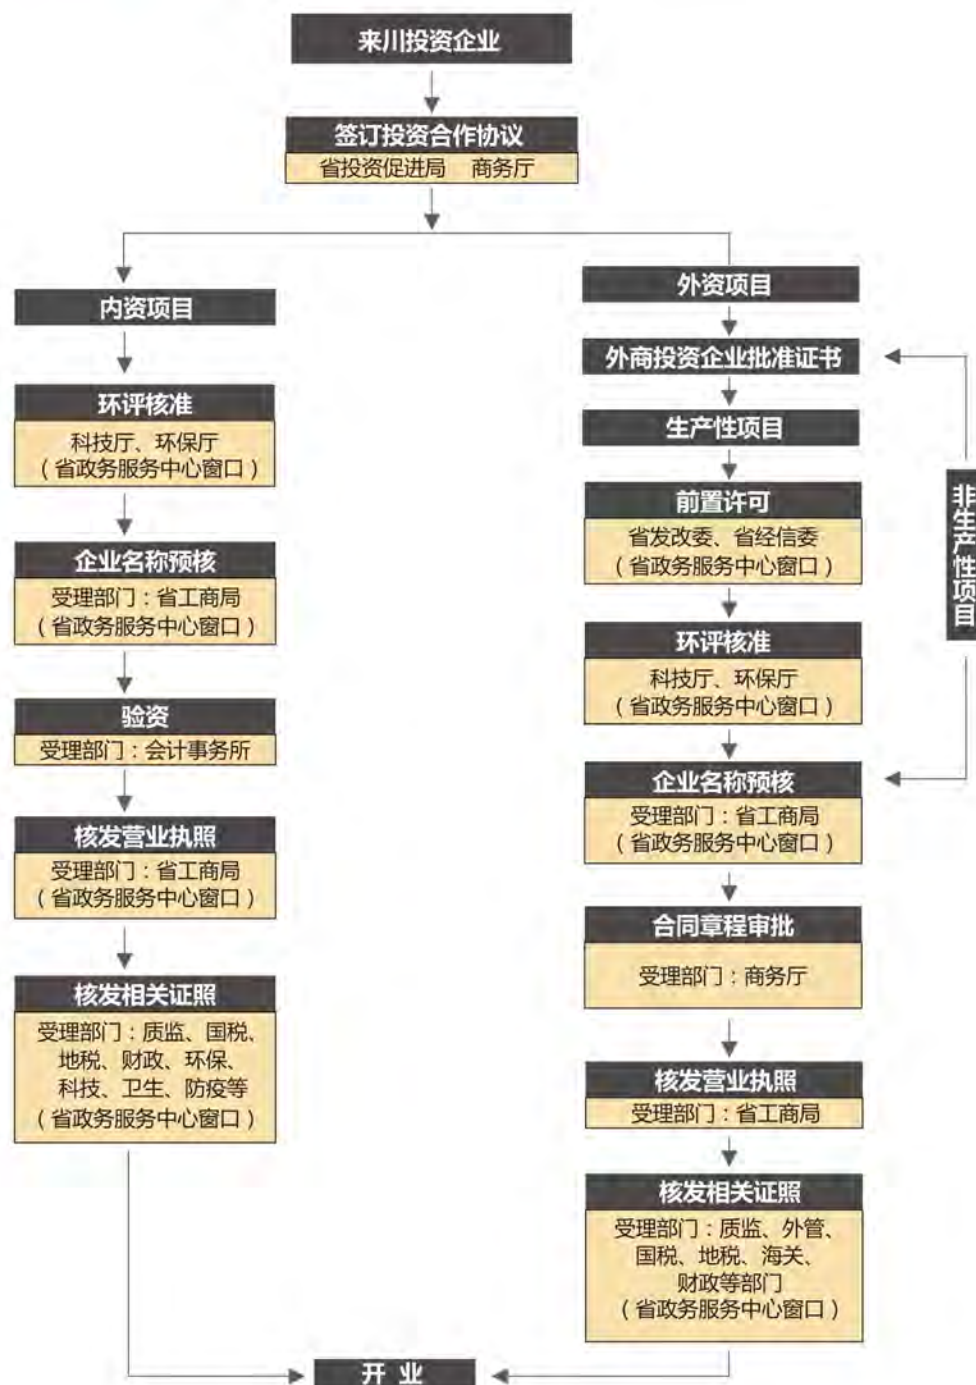 来川投资企业
签订投资合作协议
省投资促进局 商务厅
内资项目
环评核准
科技厅、环保厅
（省政务服务中心窗口）
企业名称预核
受理部门：省工商局
（省政务服务中心窗口）
验资
受理部门：会计事务所
核发营业执照
受理部门：省工商局
（省政务服务中心窗口）
核发相关证照
受理部门：质监、国税、
地税、财政、环保、
科技、卫生、防疫等
（省政务服务中心窗口）
外资项目
外商投资企业批准证书
生产性项目
前置许可
省发改委、省经信委
（省政务服务中心窗口）
环评核准
科技厅、环保厅
（省政务服务中心窗口）
企业名称预核
受理部门：省工商局
（省政务服务中心窗口）
合同章程审批
受理部门：商务厅
核发营业执照
受理部门：省工商局
核发相关证照
受理部门：质监、外管、
国税、地税、海关、
财政等部门
（省政务服务中心窗口）
非生产性项目
开 业